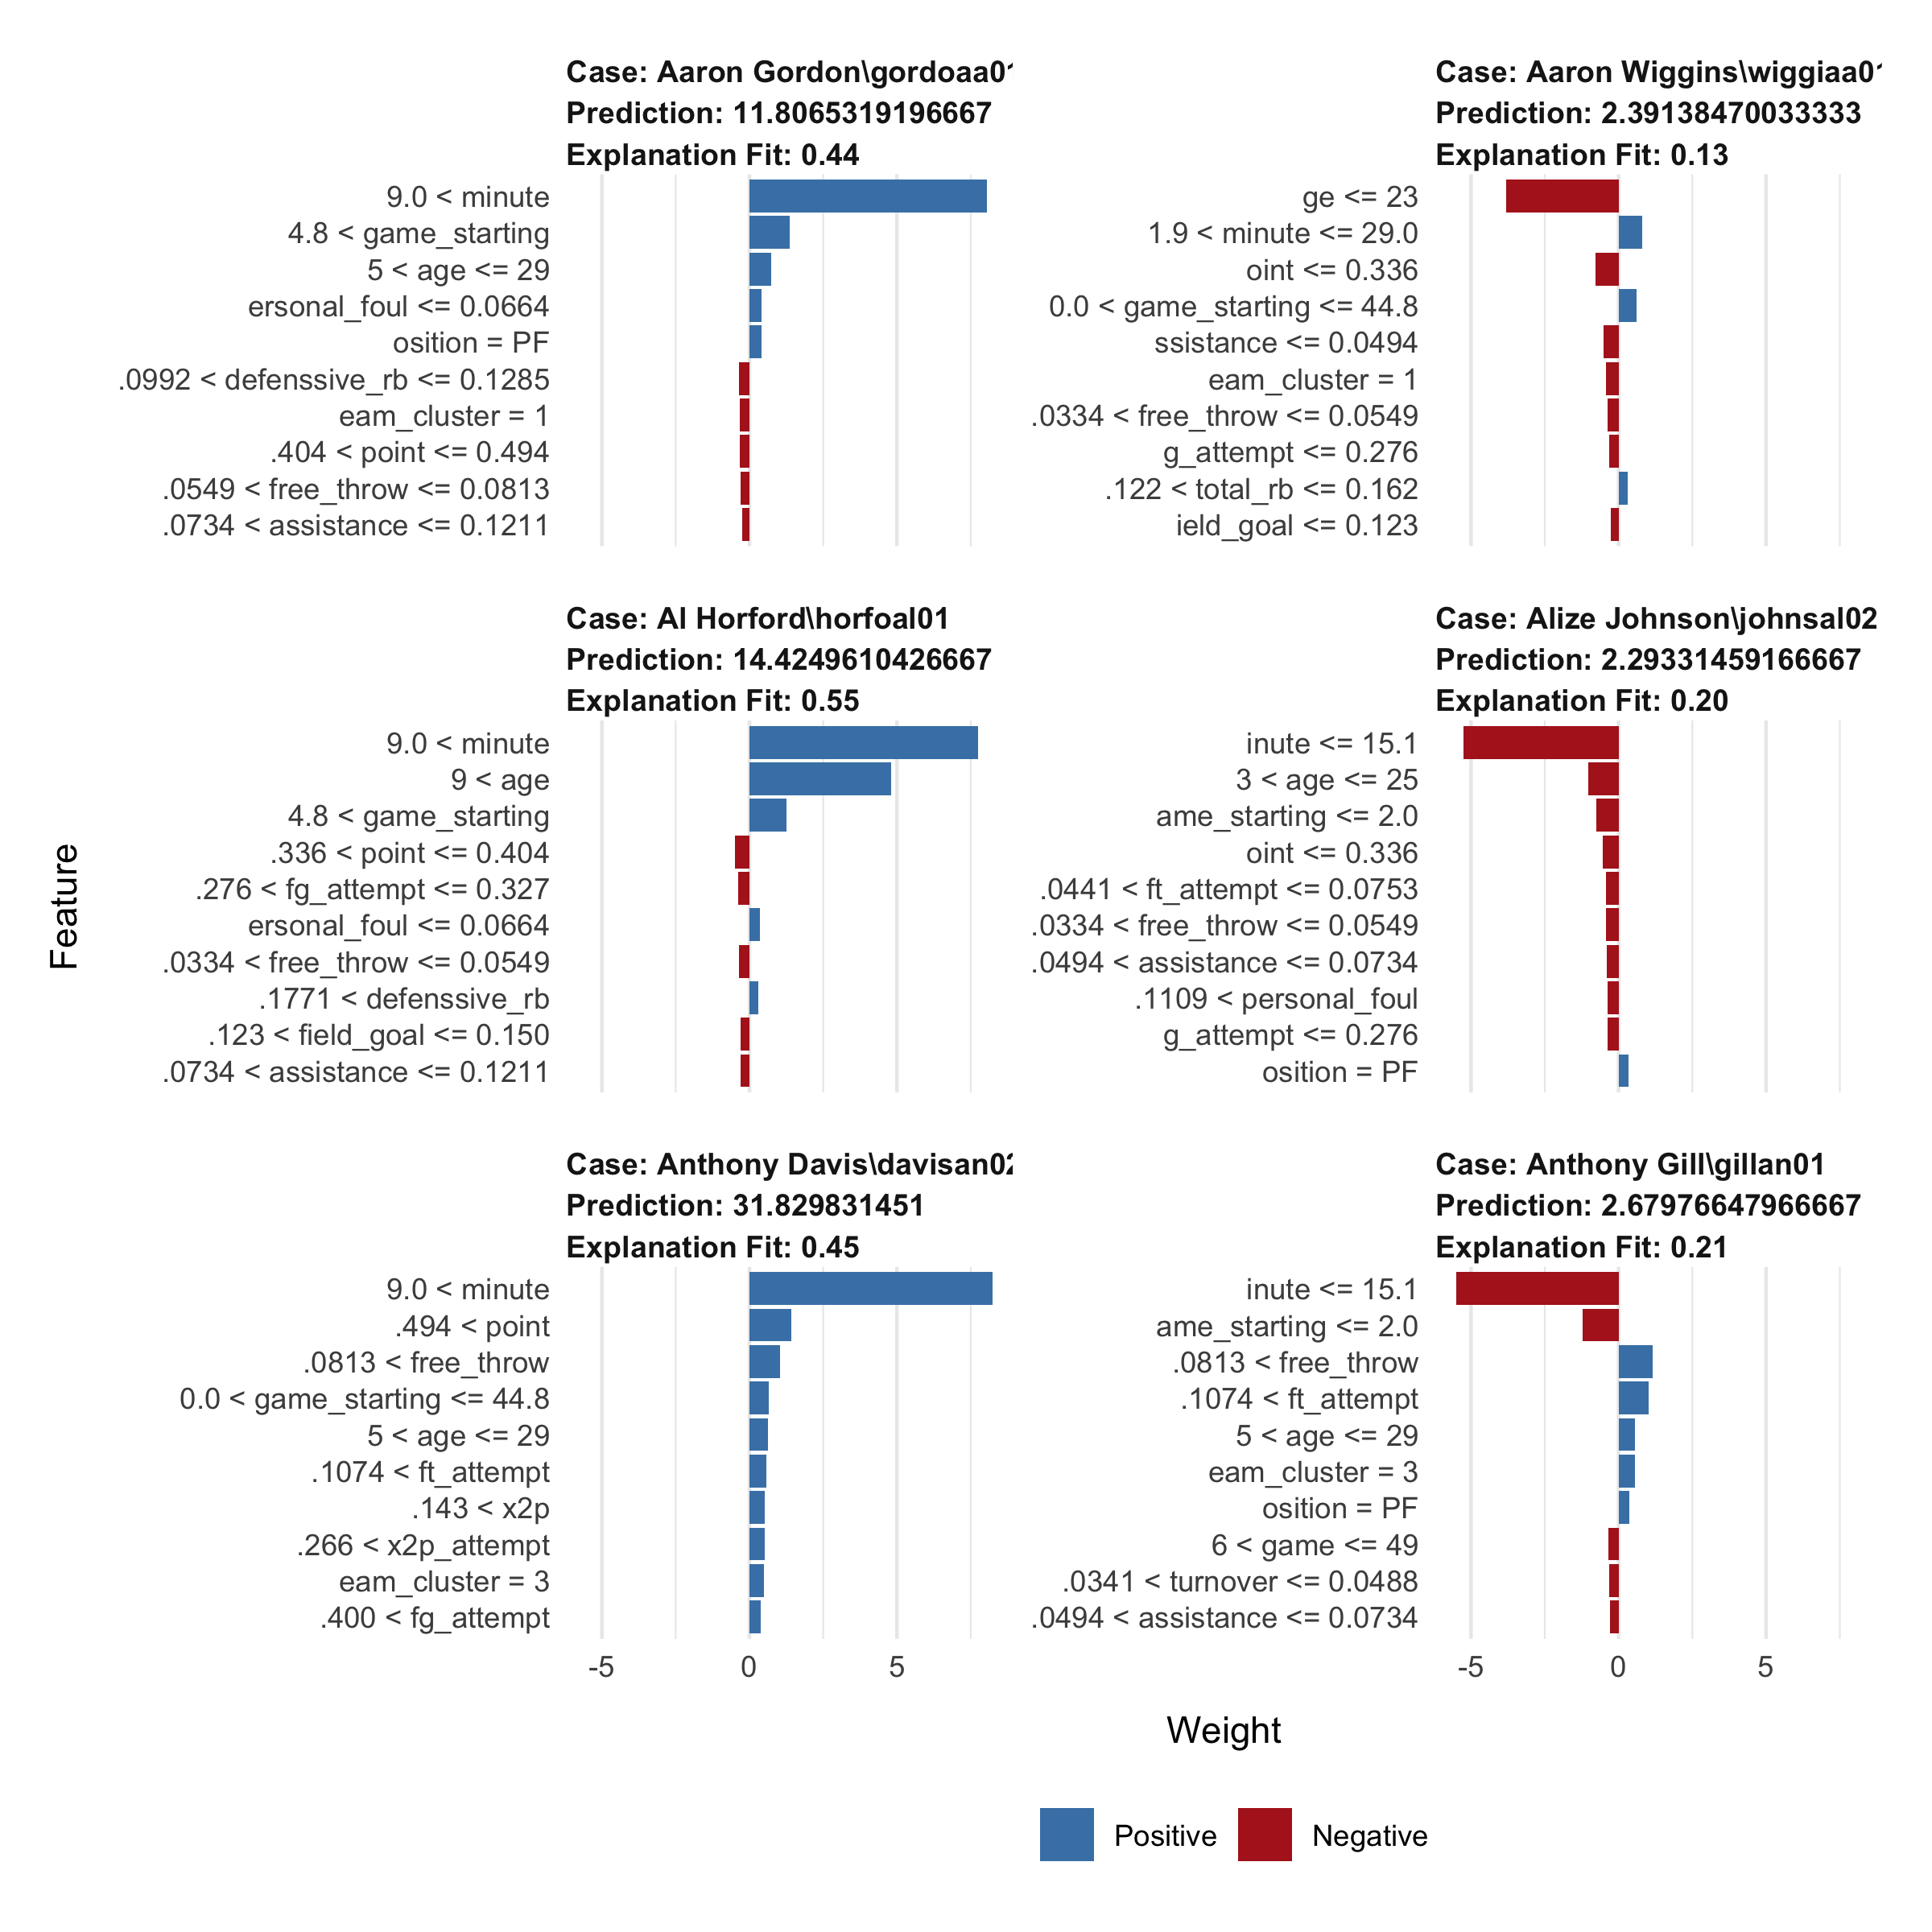 Case: Aaron Gordon\gordoaa01
Prediction: 11.8065319196667
Explanation Fit: 0.44
9.0 < minute
4.8 < game_starting
5 < age <= 29
ersonal_foul <= 0.0664
osition = PF
.0992 < defenssive_rb <= 0.1285
eam_cluster = 1
.404 < point <= 0.494
.0549 < free_throw <= 0.0813
.0734 < assistance <= 0.1211
Case: Aaron Wiggins\wiggiaa01
Prediction: 2.39138470033333
Explanation Fit: 0.13
ge <= 23
1.9 < minute <= 29.0
oint <= 0.336
0.0 < game_starting <= 44.8
ssistance <= 0.0494
eam_cluster = 1
.0334 < free_throw <= 0.0549
g_attempt <= 0.276
.122 < total_rb <= 0.162
ield_goal <= 0.123
Case: Al Horford\horfoal01
Prediction: 14.4249610426667
Explanation Fit: 0.55
9.0 < minute
9 < age
4.8 < game_starting
.336 < point <= 0.404
.276 < fg_attempt <= 0.327
ersonal_foul <= 0.0664
.0334 < free_throw <= 0.0549
.1771 < defenssive_rb
.123 < field_goal <= 0.150
.0734 < assistance <= 0.1211
Case: Alize Johnson\johnsal02
Prediction: 2.29331459166667
Explanation Fit: 0.20
inute <= 15.1
3 < age <= 25
ame_starting <= 2.0
oint <= 0.336
.0441 < ft_attempt <= 0.0753
.0334 < free_throw <= 0.0549
.0494 < assistance <= 0.0734
.1109 < personal_foul
g_attempt <= 0.276
osition = PF
Case: Anthony Davis\davisan02
Prediction: 31.829831451
Explanation Fit: 0.45
9.0 < minute
.494 < point
.0813 < free_throw
0.0 < game_starting <= 44.8
5 < age <= 29
.1074 < ft_attempt
.143 < x2p
.266 < x2p_attempt
eam_cluster = 3
.400 < fg_attempt
-5 0 5
Case: Anthony Gill\gillan01
Prediction: 2.67976647966667
Explanation Fit: 0.21
inute <= 15.1
ame_starting <= 2.0
.0813 < free_throw
.1074 < ft_attempt
5 < age <= 29
eam_cluster = 3
osition = PF
6 < game <= 49
.0341 < turnover <= 0.0488
.0494 < assistance <= 0.0734
-5 0 5
Feature
Weight
Positive Negative